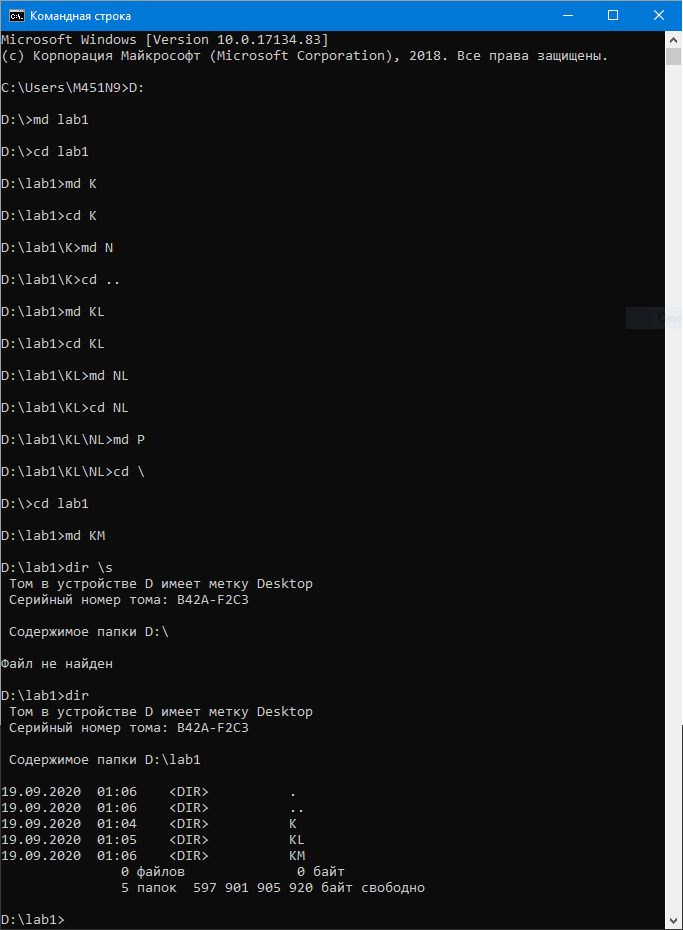 Командная строка
Microsoft Windows [Version 10.0.17134.83]
(c) Корпорация Майкрософт (Microsoft Corporation), 2018. Все права защищены.
C:\Users\M451N9>D:
D:\>md lab1
D:\>cd lab1
D:\lab1>md K
D:\lab1>cd K
D:\lab1\K>md N
D:\lab1\K>cd ..
D:\lab1>md KL
D:\lab1>cd KL
D:\lab1\KL>md NL
D:\lab1\KL>cd NL
D:\lab1\KL\NL>md P
D:\lab1\KL\NL>cd \
D:\>cd lab1
D:\lab1>md KM
D:\lab1>dir \s
Том в устройстве D имеет метку Desktop
Серийный номер тома: B42A-F2C3
Содержимое папки D:\
Файл не найден
D:\lab1>dir
Том в устройстве D имеет метку Desktop
Серийный номер тома: B42A-F2C3
Содержимое папки D:\lab1
19.09.2020  01:06    <DIR>          .
19.09.2020  01:06    <DIR>          ..
19.09.2020  01:04    <DIR>          K
19.09.2020  01:05    <DIR>          KL
19.09.2020  01:06    <DIR>          KM
0 файлов              0 байт
5 папок  597 901 905 920 байт свободно
D:\lab1>